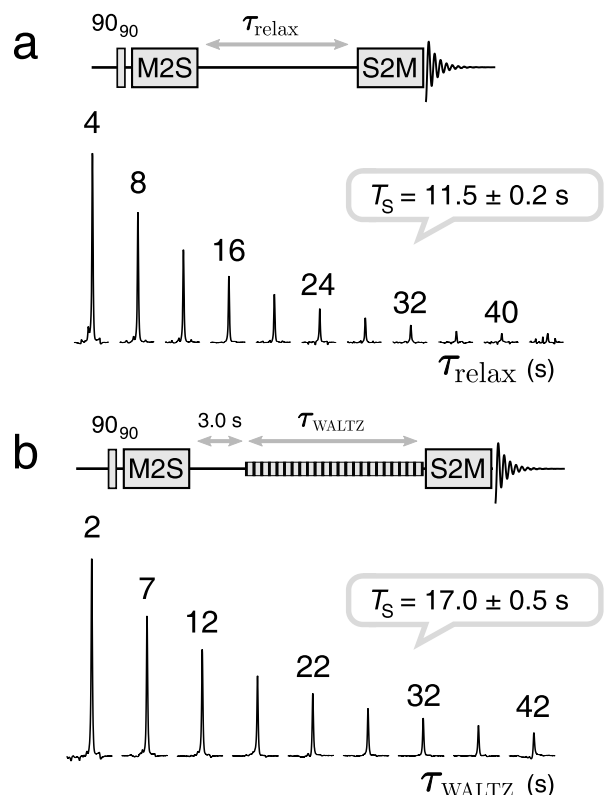 a
90₉₀ τ_relax
M2S S2M
4
8
T_S = 11.5 ± 0.2 s
16
24
32
40
τ_relax (s)
b
90₉₀ 3.0 s τ_WALTZ
M2S S2M
2
7
T_S = 17.0 ± 0.5 s
12
22
32
42
τ_WALTZ (s)